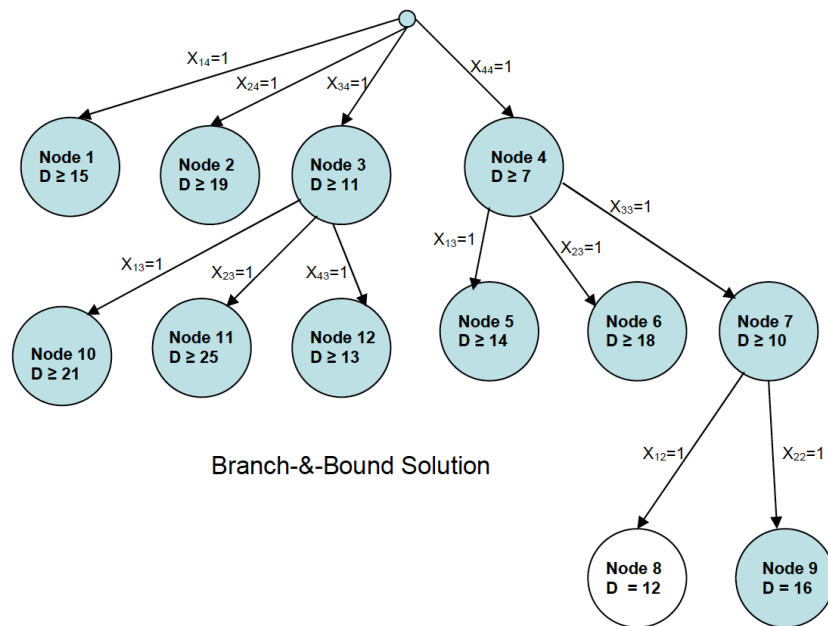 X₁₄=1
X₂₄=1
X₃₄=1
X₄₄=1
Node 1
D ≥ 15
Node 2
D ≥ 19
Node 3
D ≥ 11
Node 4
D ≥ 7
X₁₃=1
X₂₃=1
X₄₃=1
X₁₃=1
X₂₃=1
X₃₃=1
Node 10
D ≥ 21
Node 11
D ≥ 25
Node 12
D ≥ 13
Node 5
D ≥ 14
Node 6
D ≥ 18
Node 7
D ≥ 10
Branch-&-Bound Solution
X₁₂=1
X₂₂=1
Node 8
D = 12
Node 9
D = 16